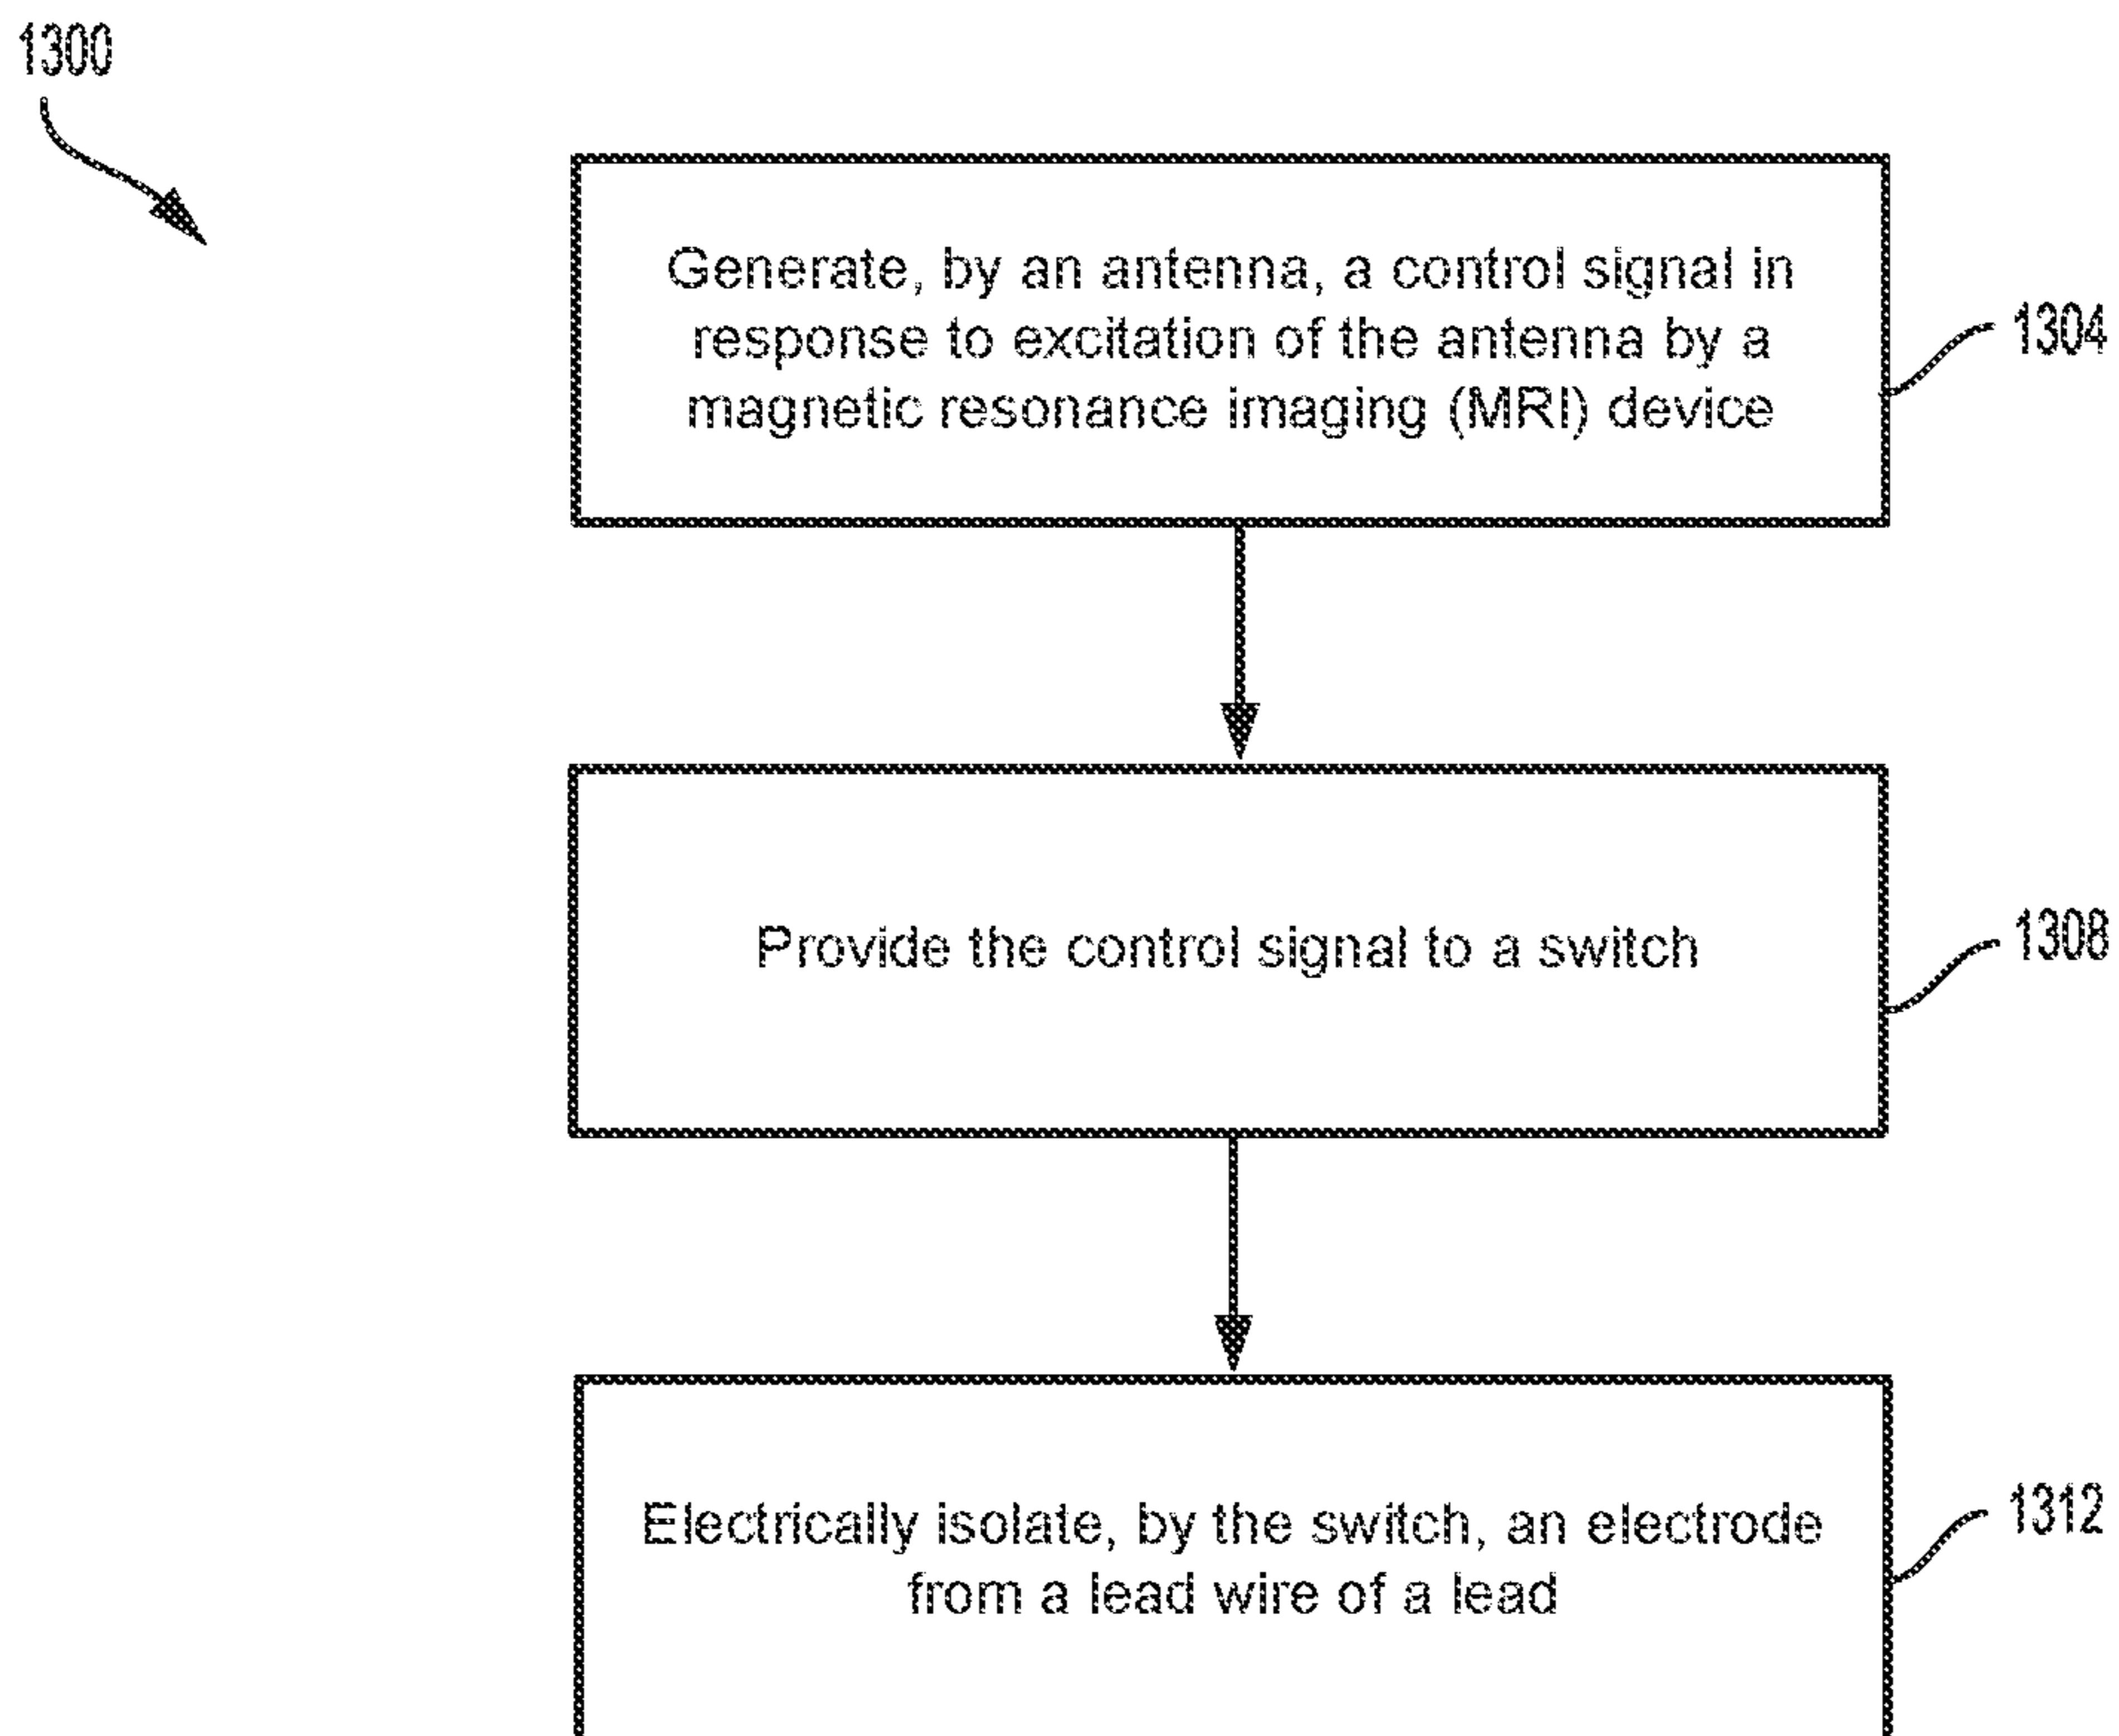 1300
Generate, by an antenna, a control signal in
response to excitation of the antenna by a
magnetic resonance imaging (MRI) device
1304
Provide the control signal to a switch
1308
Electrically isolate, by the switch, an electrode
from a lead wire of a lead
1312